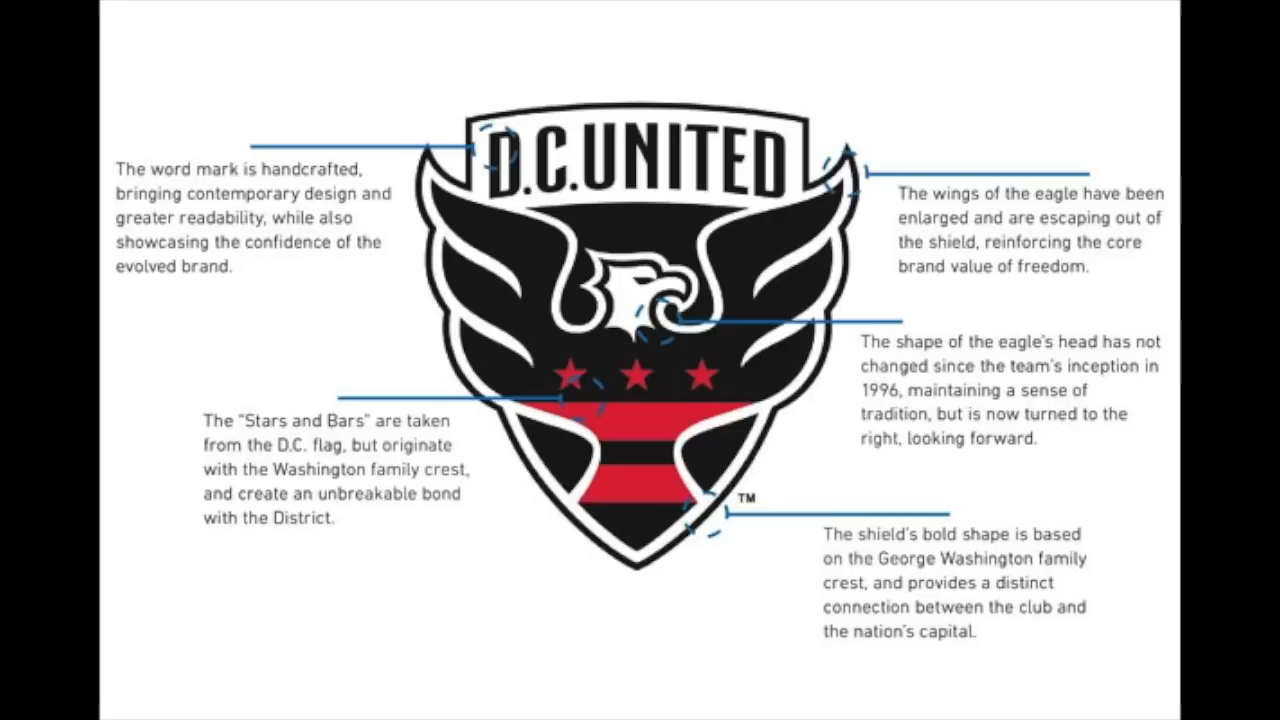 D.C.UNITED
The word mark is handcrafted,
bringing contemporary design and
greater readability, while also
showcasing the confidence of the
evolved brand.
The wings of the eagle have been
enlarged and are escaping out of
the shield, reinforcing the core
brand value of freedom.
The shape of the eagle's head has not
changed since the team's inception in
1996, maintaining a sense of
tradition, but is now turned to the
right, looking forward.
The "Stars and Bars" are taken
from the D.C. flag, but originate
with the Washington family crest,
and create an unbreakable bond
with the District.
TM
The shield's bold shape is based
on the George Washington family
crest, and provides a distinct
connection between the club and
the nation's capital.